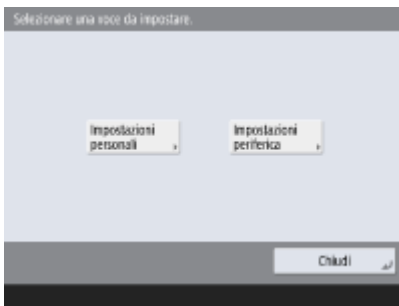 Selezionare una voce da impostare.
Impostazioni
personali
Impostazioni
periferica
Chiudi